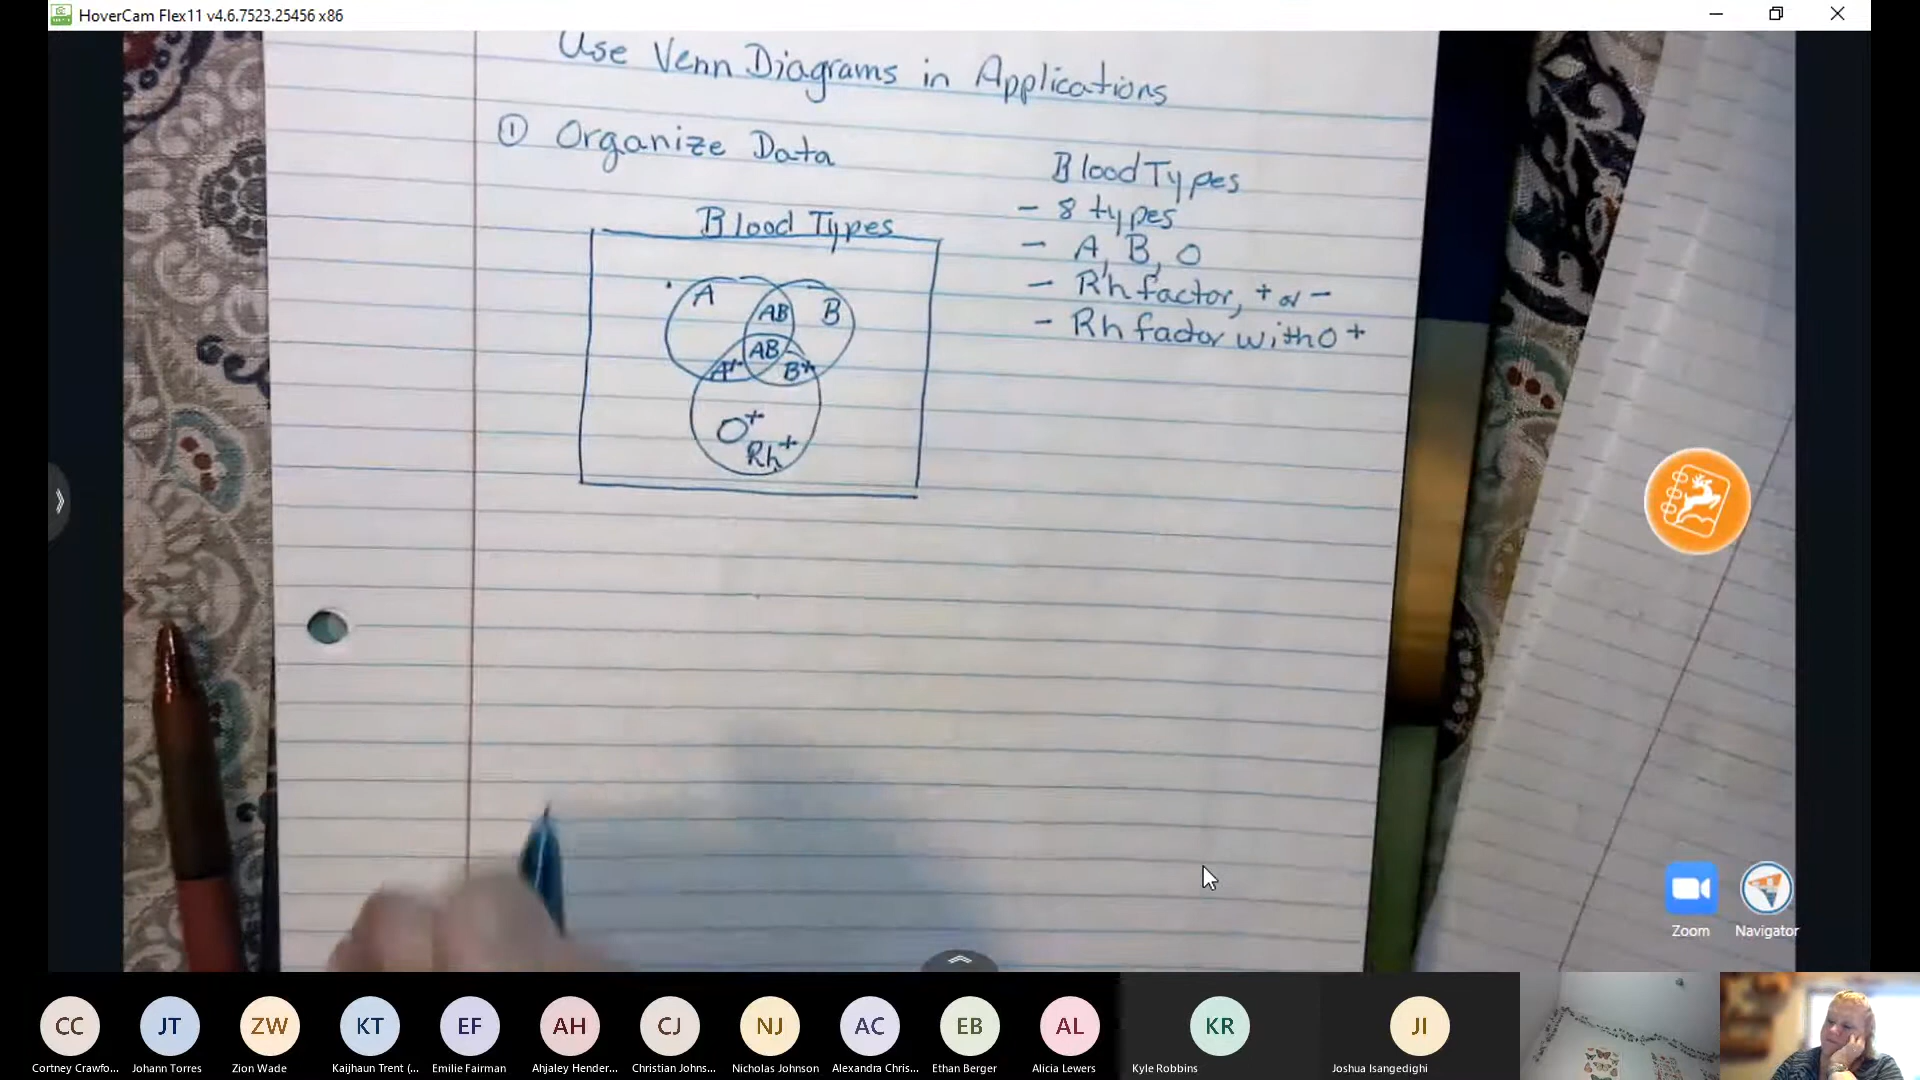 HoverCam Flex11 v4.6.7523.25456 x86
Use Venn Diagrams in Applications
① Organize Data
Blood Types
- 8 types
- A, B, O
- Rh factor, + or -
- Rh factor with O +
Blood Types
A
AB
B
AB
A+
B+
O+
Rh+
Zoom
Navigator
CC
JT
ZW
KT
EF
AH
CJ
NJ
AC
EB
AL
KR
JI
Cortney Crawfo...
Johann Torres
Zion Wade
Kaijhaun Trent (...
Emilie Fairman
Ahjaley Hender...
Christian Johns...
Nicholas Johnson
Alexandra Chris...
Ethan Berger
Alicia Lewers
Kyle Robbins
Joshua Isangedighi